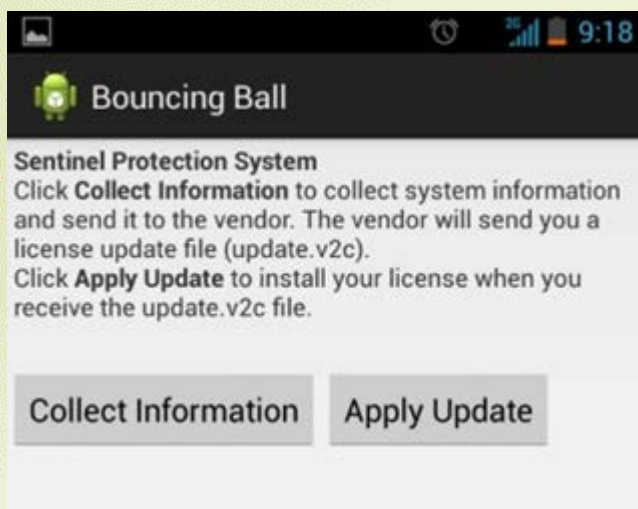 2G 9:18
Bouncing Ball
Sentinel Protection System
Click Collect Information to collect system information
and send it to the vendor. The vendor will send you a
license update file (update.v2c).
Click Apply Update to install your license when you
receive the update.v2c file.
Collect Information Apply Update